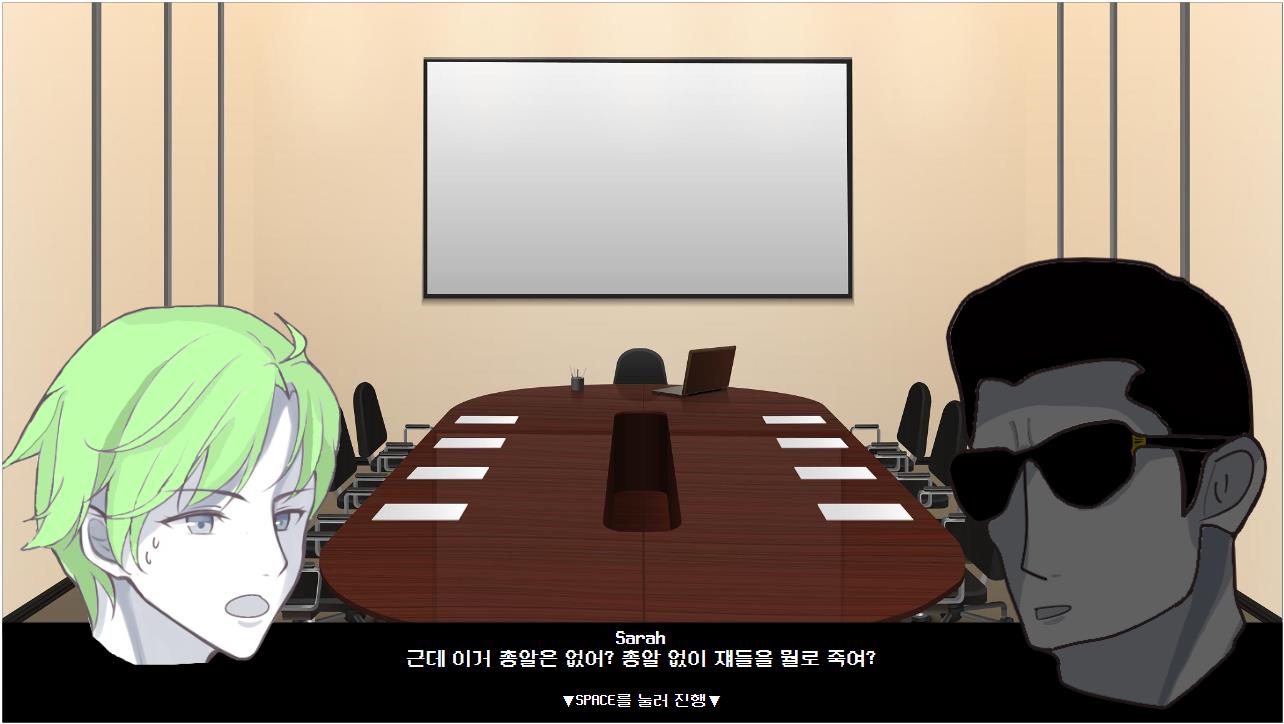 Sarah
근데 이거 총알은 없어? 총알 없이 쟤들을 뭘로 죽여?
▼SPACE를 눌러 진행▼